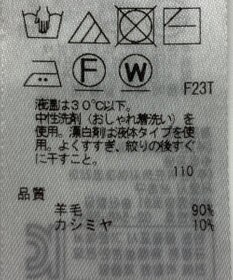 F
W
F23T
液温は30℃以下。
中性洗剤（おしゃれ着洗い）を
使用。漂白剤は液体タイプを使
用。よくすすぎ、絞りの後すぐ
に干すこと。
110
品質
羊毛 90%
カシミヤ 10%